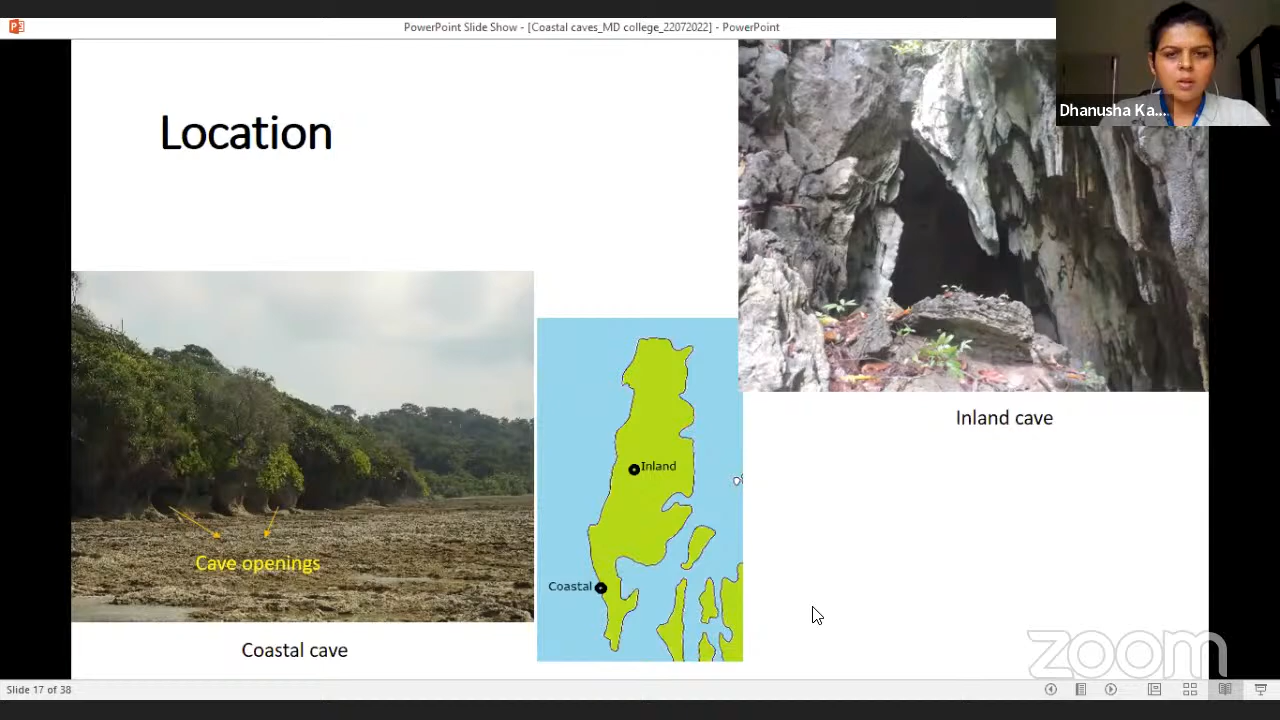 PowerPoint Slide Show - [Coastal caves_MD college_22072022] - PowerPoint
Dhanusha Ka...
Location
Inland cave
Inland
Cave openings
Coastal
Coastal cave
zoom
Slide 17 of 38